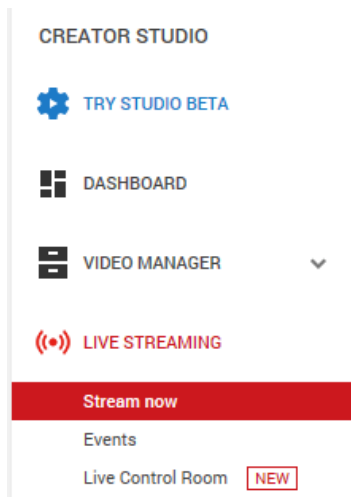 CREATOR STUDIO
TRY STUDIO BETA
DASHBOARD
VIDEO MANAGER
LIVE STREAMING
Stream now
Events
Live Control Room NEW